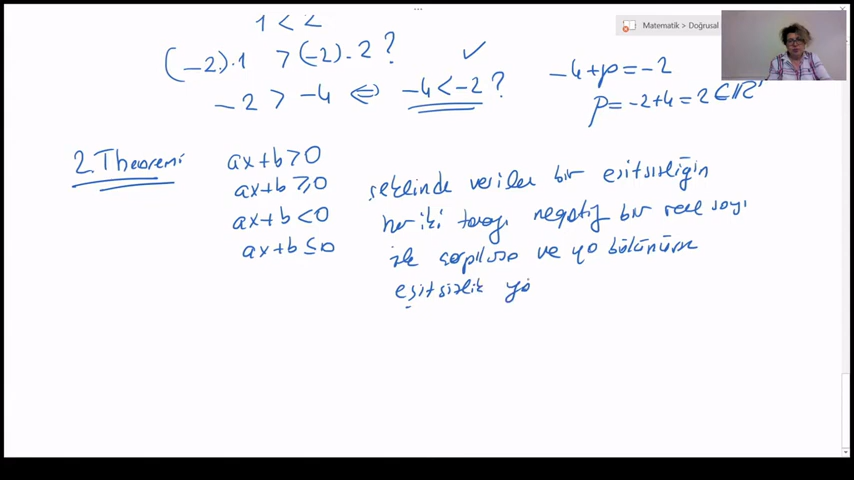 1 < 2
(-2).1 > (-2).2 ? ✓
-2 > -4 ⇔ -4 < -2 ?
-4+p = -2
p = -2+4 = 2 ∈ ℝ⁺
Matematik > Doğrusal
2. Theoremi
ax+b > 0
ax+b ≥ 0
ax+b < 0
ax+b ≤ 0
şeklinde verilen bir eşitsizliğin
her iki tarafı negatif bir reel sayı
ile çarpılırsa ve ya bölünürse
eşitsizlik yö